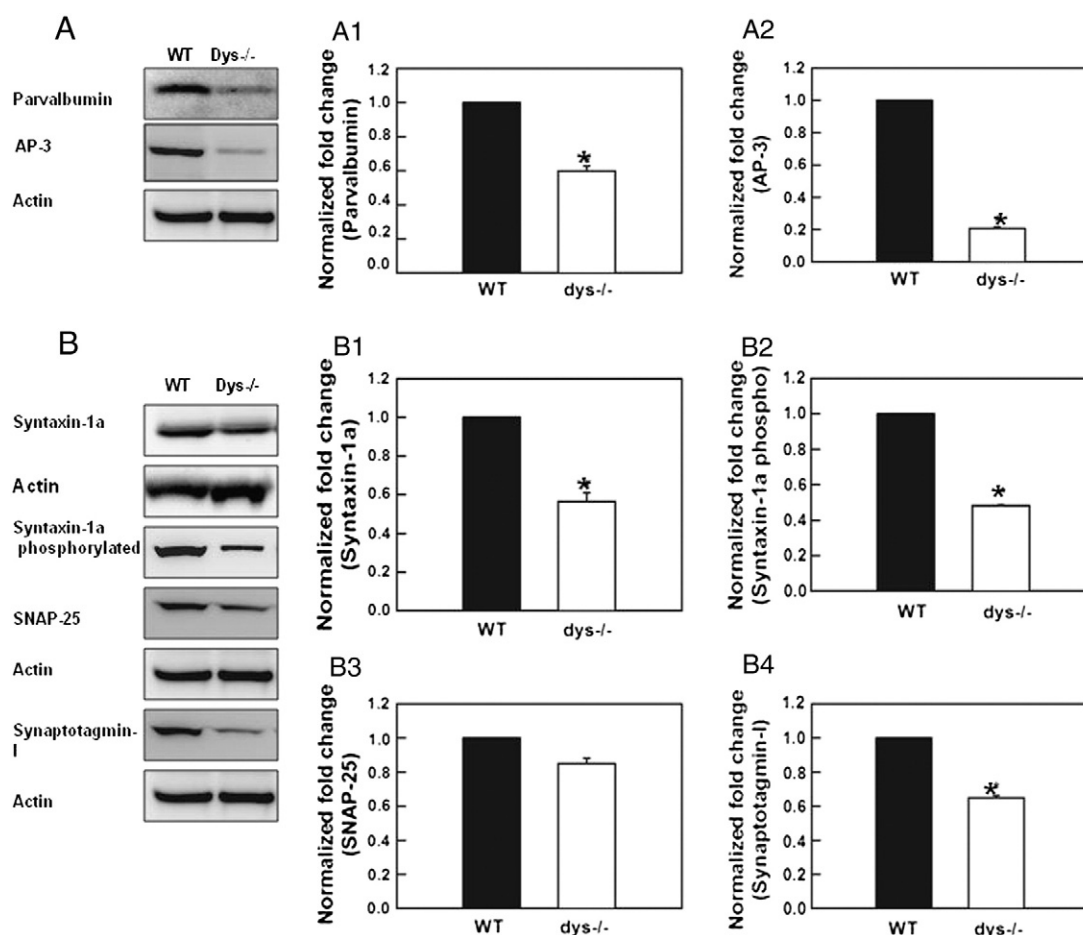 A
WT Dys-/-
Parvalbumin
AP-3
Actin
A1
Normalized fold change
(Parvalbumin)
1.2
1.0
0.8
0.6
0.4
0.2
0.0
*
WT dys-/-
A2
Normalized fold change
(AP-3)
1.2
1.0
0.8
0.6
0.4
0.2
0.0
*
WT dys-/-
B
WT Dys-/-
Syntaxin-1a
Actin
Syntaxin-1a
phosphorylated
SNAP-25
Actin
Synaptotagmin-
I
Actin
B1
Normalized fold change
(Syntaxin-1a)
1.2
1.0
0.8
0.6
0.4
0.2
0.0
*
WT dys-/-
B2
Normalized fold change
(Syntaxin-1a phospho)
1.2
1.0
0.8
0.6
0.4
0.2
0.0
*
WT dys-/-
B3
Normalized fold change
(SNAP-25)
1.2
1.0
0.8
0.6
0.4
0.2
0.0
WT dys-/-
B4
Normalized fold change
(Synaptotagmin-I)
1.2
1.0
0.8
0.6
0.4
0.2
0.0
*
WT dys-/-